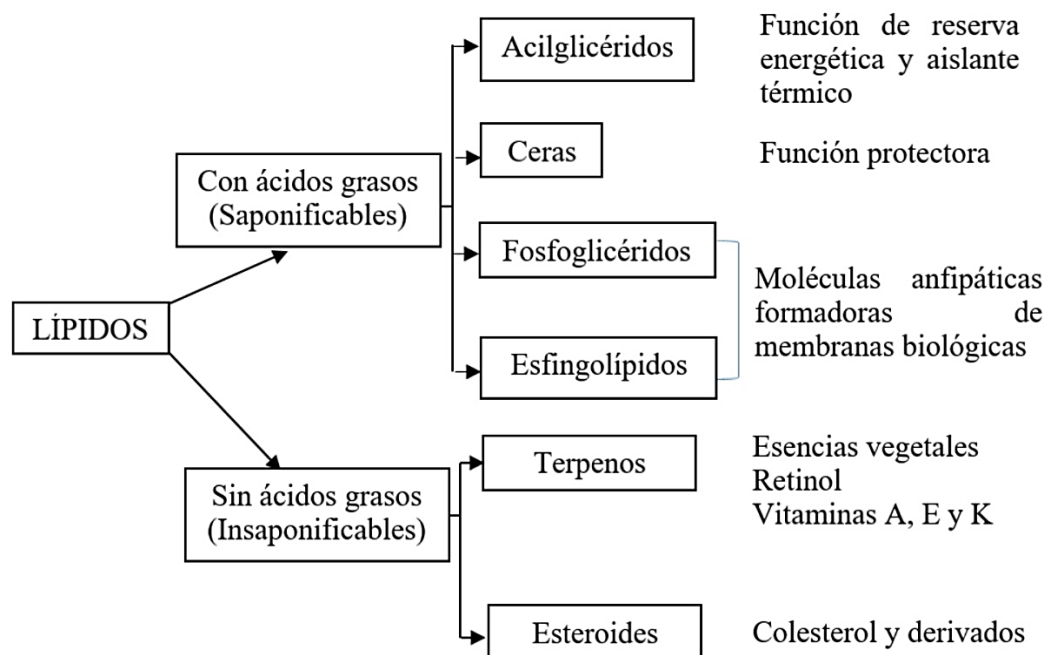 Acilglicéridos
Función de reserva
energética y aislante
térmico
Ceras
Función protectora
Con ácidos grasos
(Saponificables)
Fosfoglicéridos
Moléculas anfipáticas
formadoras de
membranas biológicas
LÍPIDOS
Esfingolípidos
Terpenos
Esencias vegetales
Retinol
Vitaminas A, E y K
Sin ácidos grasos
(Insaponificables)
Esteroides
Colesterol y derivados